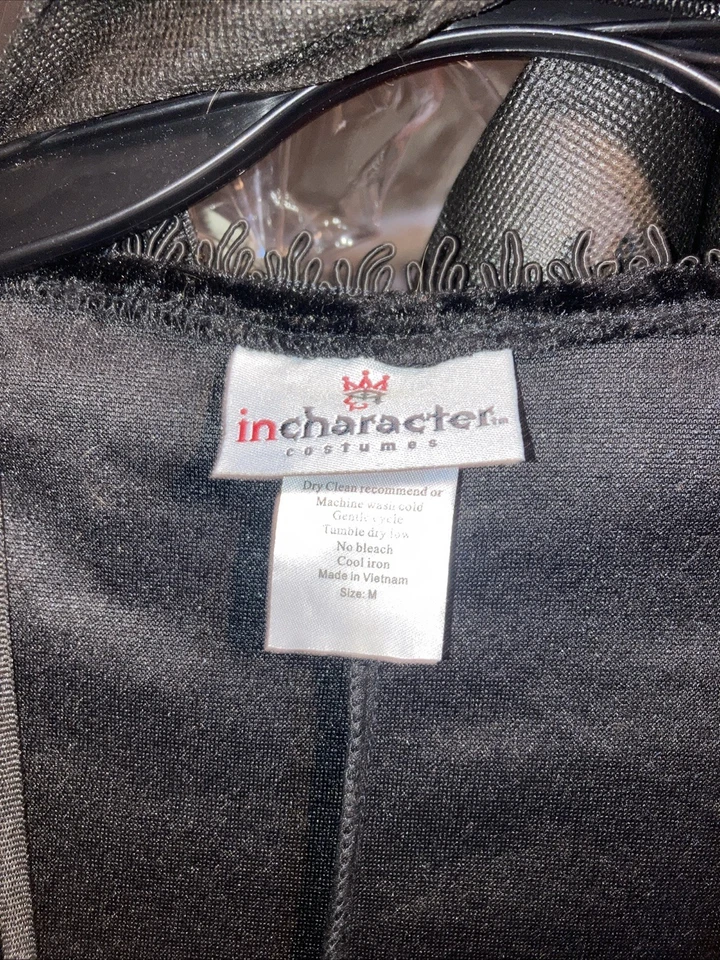 incharacter™
costumes
Dry Clean recommend or
Machine wash cold
Gentle cycle
Tumble dry low
No bleach
Cool iron
Made in Vietnam
Size: M